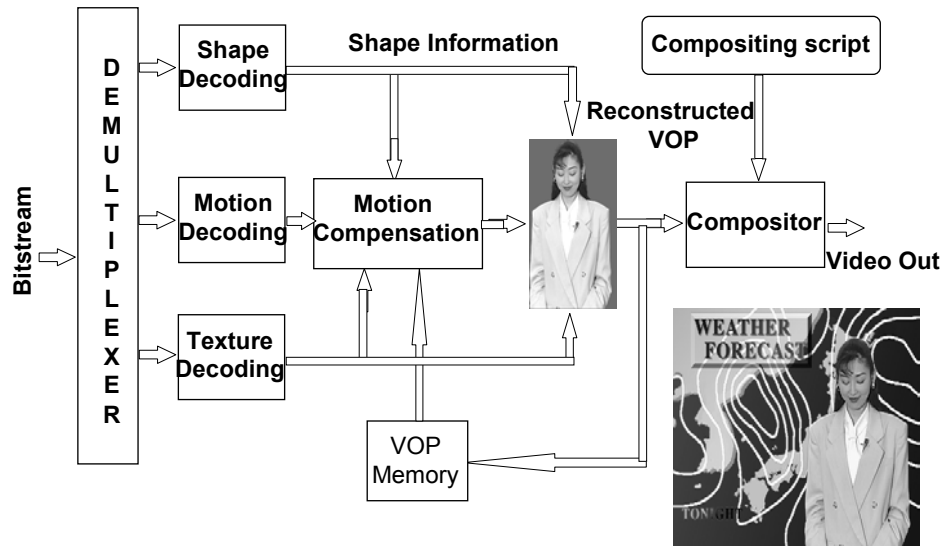 Bitstream
D
E
M
U
L
T
I
P
L
E
X
E
R
Shape
Decoding
Shape Information
Compositing script
Reconstructed
VOP
Motion
Decoding
Motion
Compensation
Compositor
Video Out
Texture
Decoding
VOP
Memory
WEATHER
FORECAST
TONIGHT